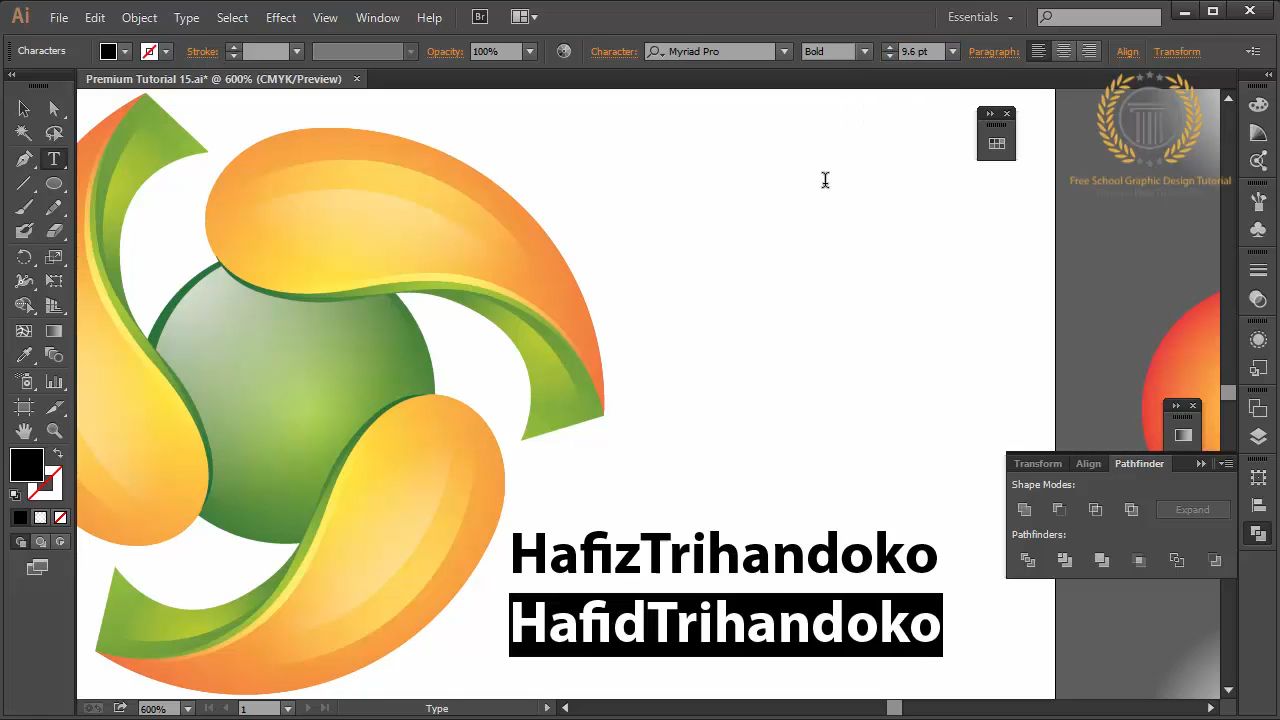 Ai File Edit Object Type Select Effect View Window Help Br Essentials
Characters Stroke: Opacity: 100% Character: Myriad Pro Bold 9.6 pt Paragraph: Align Transform
Premium Tutorial 15.ai* @ 600% (CMYK/Preview)
Free School Graphic Design Tutorial
Transform Align Pathfinder
Shape Modes:
Expand
Pathfinders:
HafizTrihandoko
HafidTrihandoko
600% 1 Type